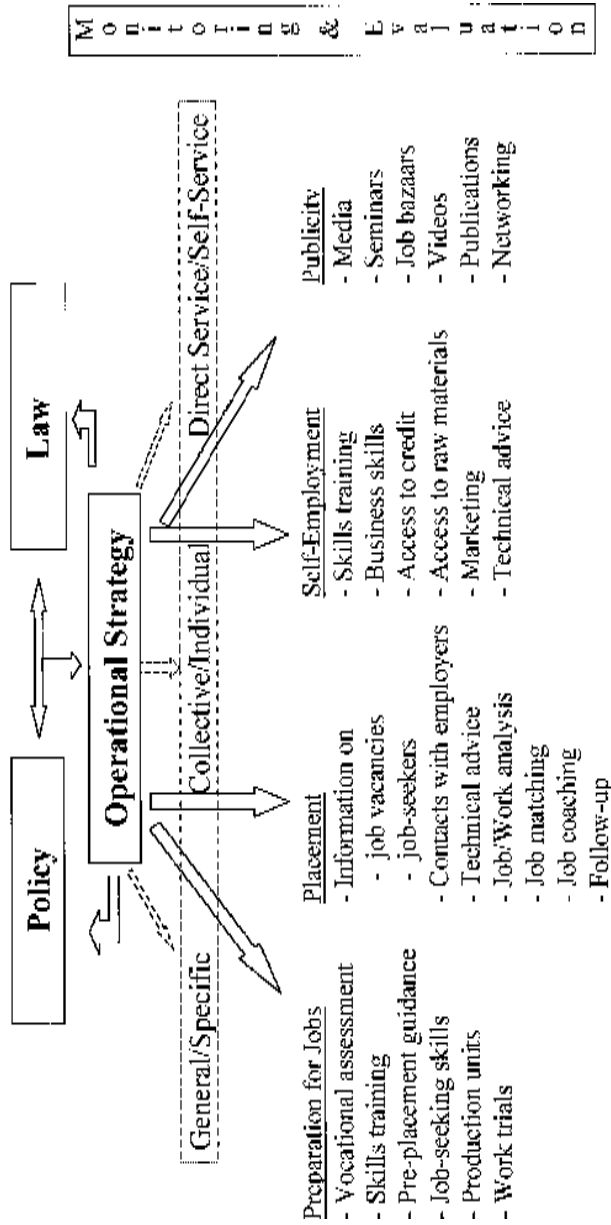 Policy
Law
Operational Strategy
General/Specific
Collective/Individual
Direct Service/Self-Service
Preparation for Jobs
- Vocational assessment
- Skills training
- Pre-placement guidance
- Job-seeking skills
- Production units
- Work trials
Placement
- Information on
- job vacancies
- job-seekers
- Contacts with employers
- Technical advice
- Job/Work analysis
- Job matching
- Job coaching
- Follow-up
Self-Employment
- Skills training
- Business skills
- Access to credit
- Access to raw materials
- Marketing
- Technical advice
Publicity
- Media
- Seminars
- Job bazaars
- Videos
- Publications
- Networking
Monitoring & Evaluation